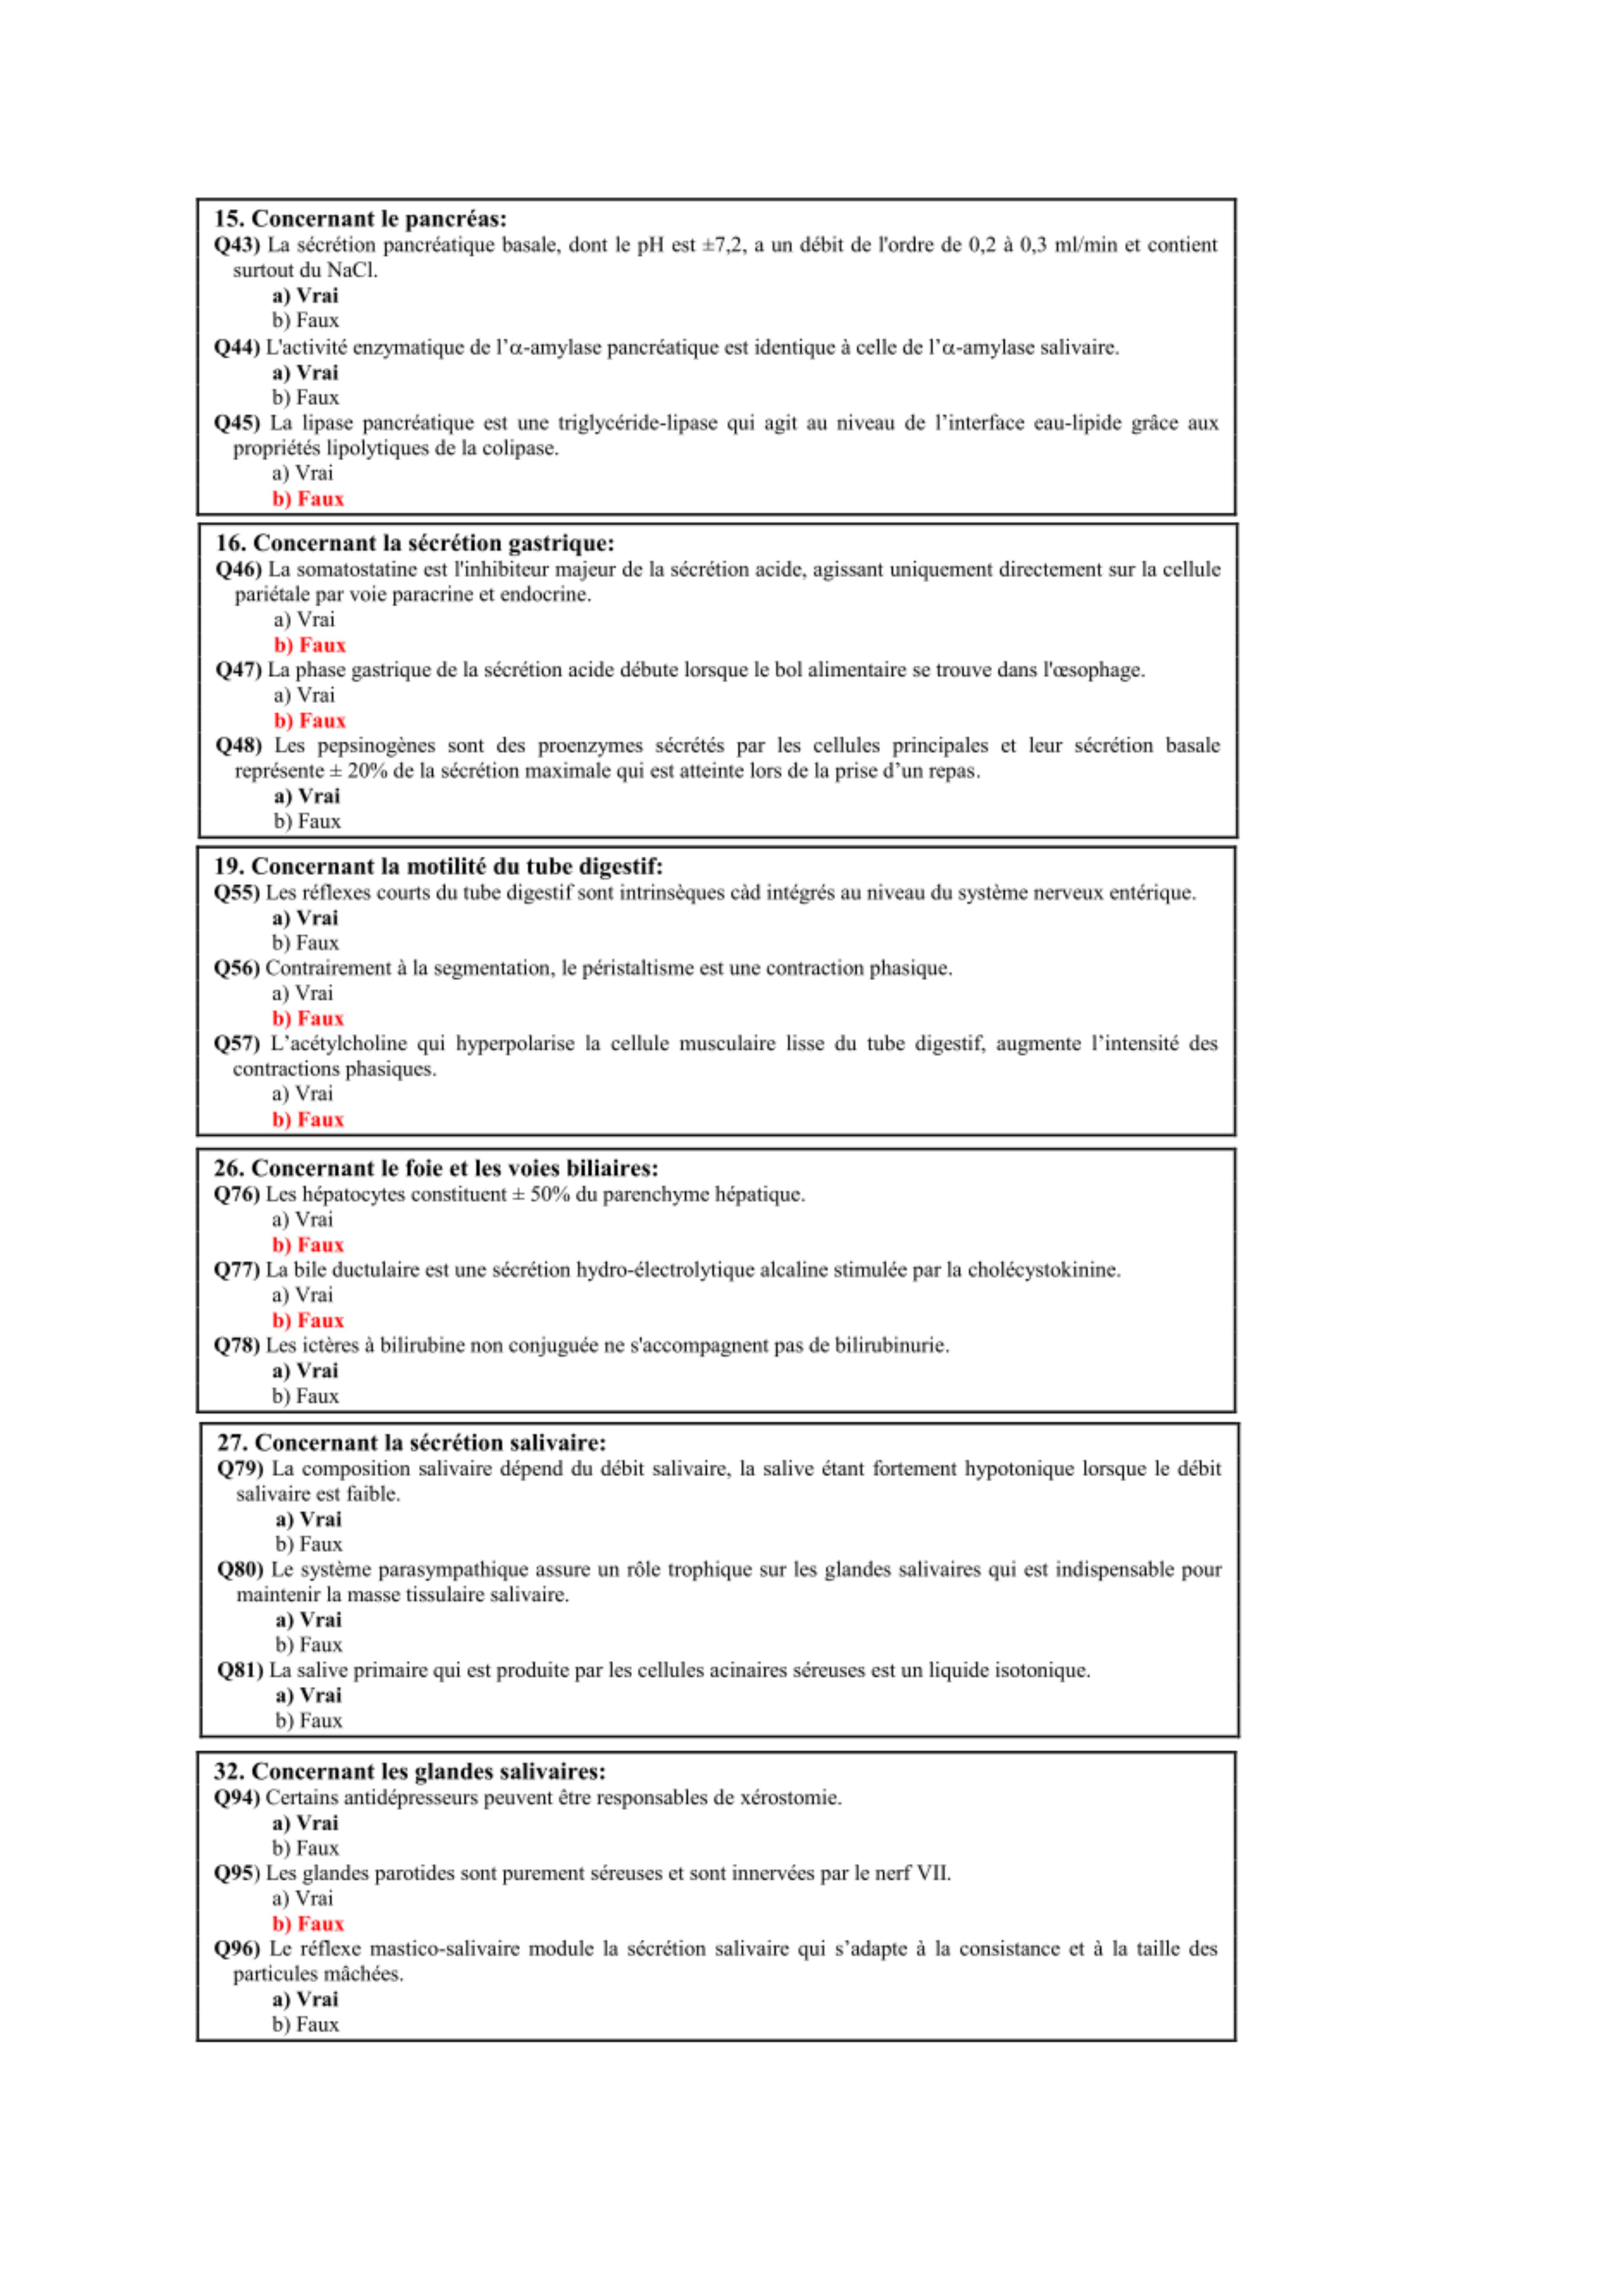 15. Concernant le pancréas:
Q43) La sécrétion pancréatique basale, dont le pH est ±7,2, a un débit de l'ordre de 0,2 à 0,3 ml/min et contient
surtout du NaCl.
a) Vrai
b) Faux
Q44) L'activité enzymatique de l’α-amylase pancréatique est identique à celle de l’α-amylase salivaire.
a) Vrai
b) Faux
Q45) La lipase pancréatique est une triglycéride-lipase qui agit au niveau de l’interface eau-lipide grâce aux
propriétés lipolytiques de la colipase.
a) Vrai
b) Faux
16. Concernant la sécrétion gastrique:
Q46) La somatostatine est l'inhibiteur majeur de la sécrétion acide, agissant uniquement directement sur la cellule
pariétale par voie paracrine et endocrine.
a) Vrai
b) Faux
Q47) La phase gastrique de la sécrétion acide débute lorsque le bol alimentaire se trouve dans l'œsophage.
a) Vrai
b) Faux
Q48) Les pepsinogènes sont des proenzymes sécrétés par les cellules principales et leur sécrétion basale
représente ± 20% de la sécrétion maximale qui est atteinte lors de la prise d’un repas.
a) Vrai
b) Faux
19. Concernant la motilité du tube digestif:
Q55) Les réflexes courts du tube digestif sont intrinsèques càd intégrés au niveau du système nerveux entérique.
a) Vrai
b) Faux
Q56) Contrairement à la segmentation, le péristaltisme est une contraction phasique.
a) Vrai
b) Faux
Q57) L’acétylcholine qui hyperpolarise la cellule musculaire lisse du tube digestif, augmente l’intensité des
contractions phasiques.
a) Vrai
b) Faux
26. Concernant le foie et les voies biliaires:
Q76) Les hépatocytes constituent ± 50% du parenchyme hépatique.
a) Vrai
b) Faux
Q77) La bile ductulaire est une sécrétion hydro-électrolytique alcaline stimulée par la cholécystokinine.
a) Vrai
b) Faux
Q78) Les ictères à bilirubine non conjuguée ne s'accompagnent pas de bilirubinurie.
a) Vrai
b) Faux
27. Concernant la sécrétion salivaire:
Q79) La composition salivaire dépend du débit salivaire, la salive étant fortement hypotonique lorsque le débit
salivaire est faible.
a) Vrai
b) Faux
Q80) Le système parasympathique assure un rôle trophique sur les glandes salivaires qui est indispensable pour
maintenir la masse tissulaire salivaire.
a) Vrai
b) Faux
Q81) La salive primaire qui est produite par les cellules acinaires séreuses est un liquide isotonique.
a) Vrai
b) Faux
32. Concernant les glandes salivaires:
Q94) Certains antidépresseurs peuvent être responsables de xérostomie.
a) Vrai
b) Faux
Q95) Les glandes parotides sont purement séreuses et sont innervées par le nerf VII.
a) Vrai
b) Faux
Q96) Le réflexe mastico-salivaire module la sécrétion salivaire qui s’adapte à la consistance et à la taille des
particules mâchées.
a) Vrai
b) Faux